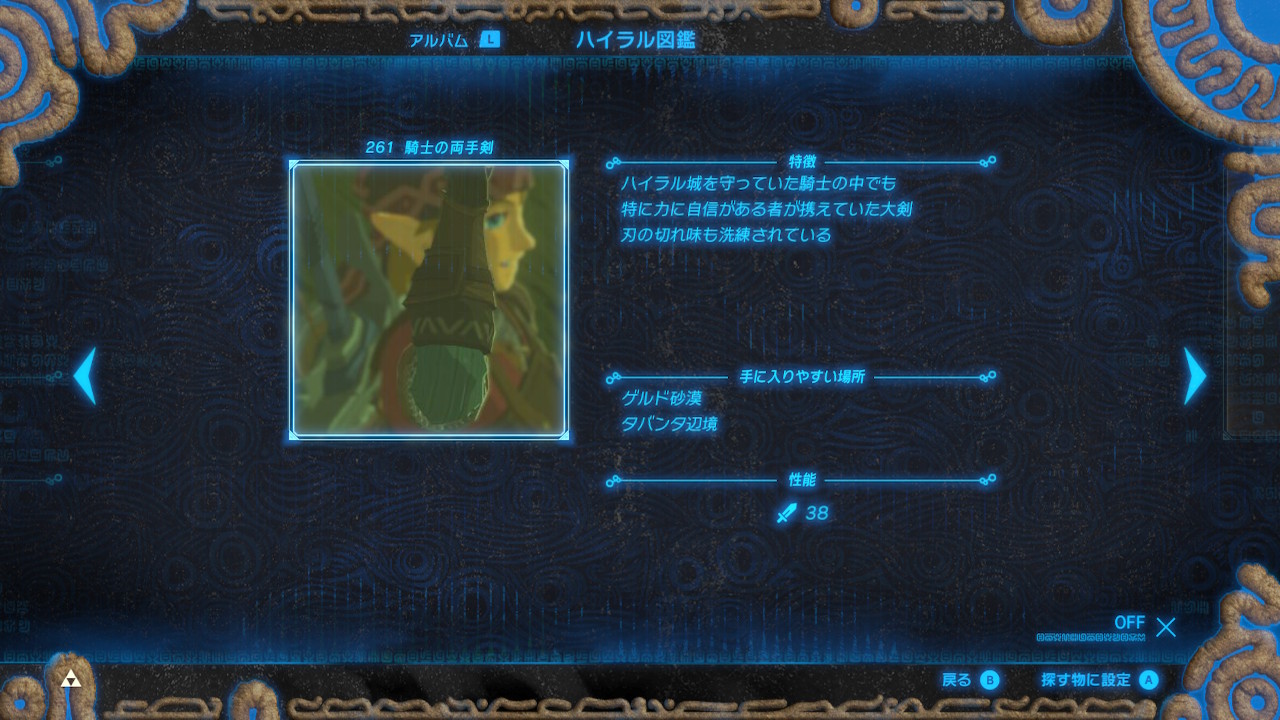 アルバム L
ハイラル図鑑
261 騎士の両手剣
特徴
ハイラル城を守っていた騎士の中でも
特に力に自信がある者が携えていた大剣
刃の切れ味も洗練されている
手に入りやすい場所
ゲルド砂漠
タバンタ辺境
性能
38
OFF
戻る B
探す物に設定 A